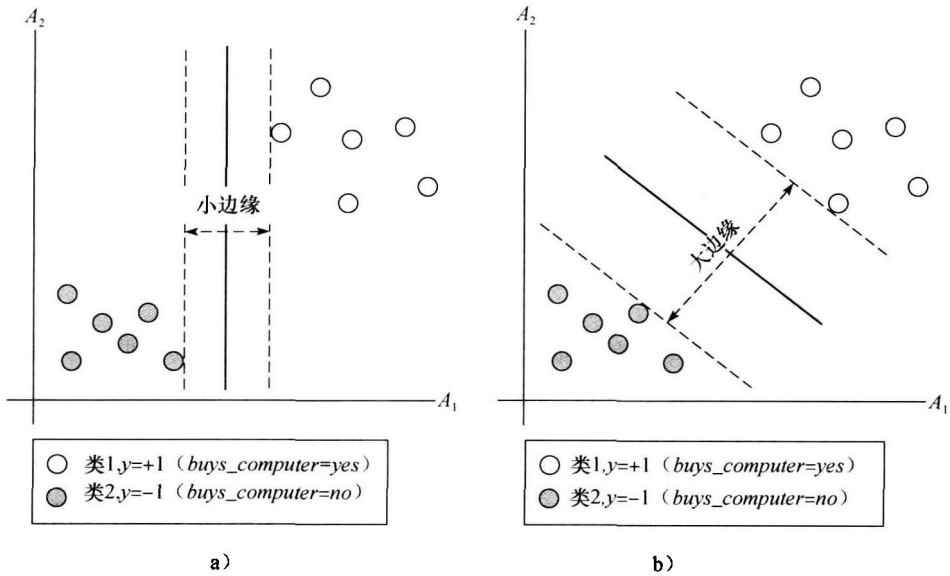 A₂
小边缘
A₁
类1,y=+1（buys_computer=yes）
类2,y=−1（buys_computer=no）
a）
A₂
大边缘
A₁
类1,y=+1（buys_computer=yes）
类2,y=−1（buys_computer=no）
b）